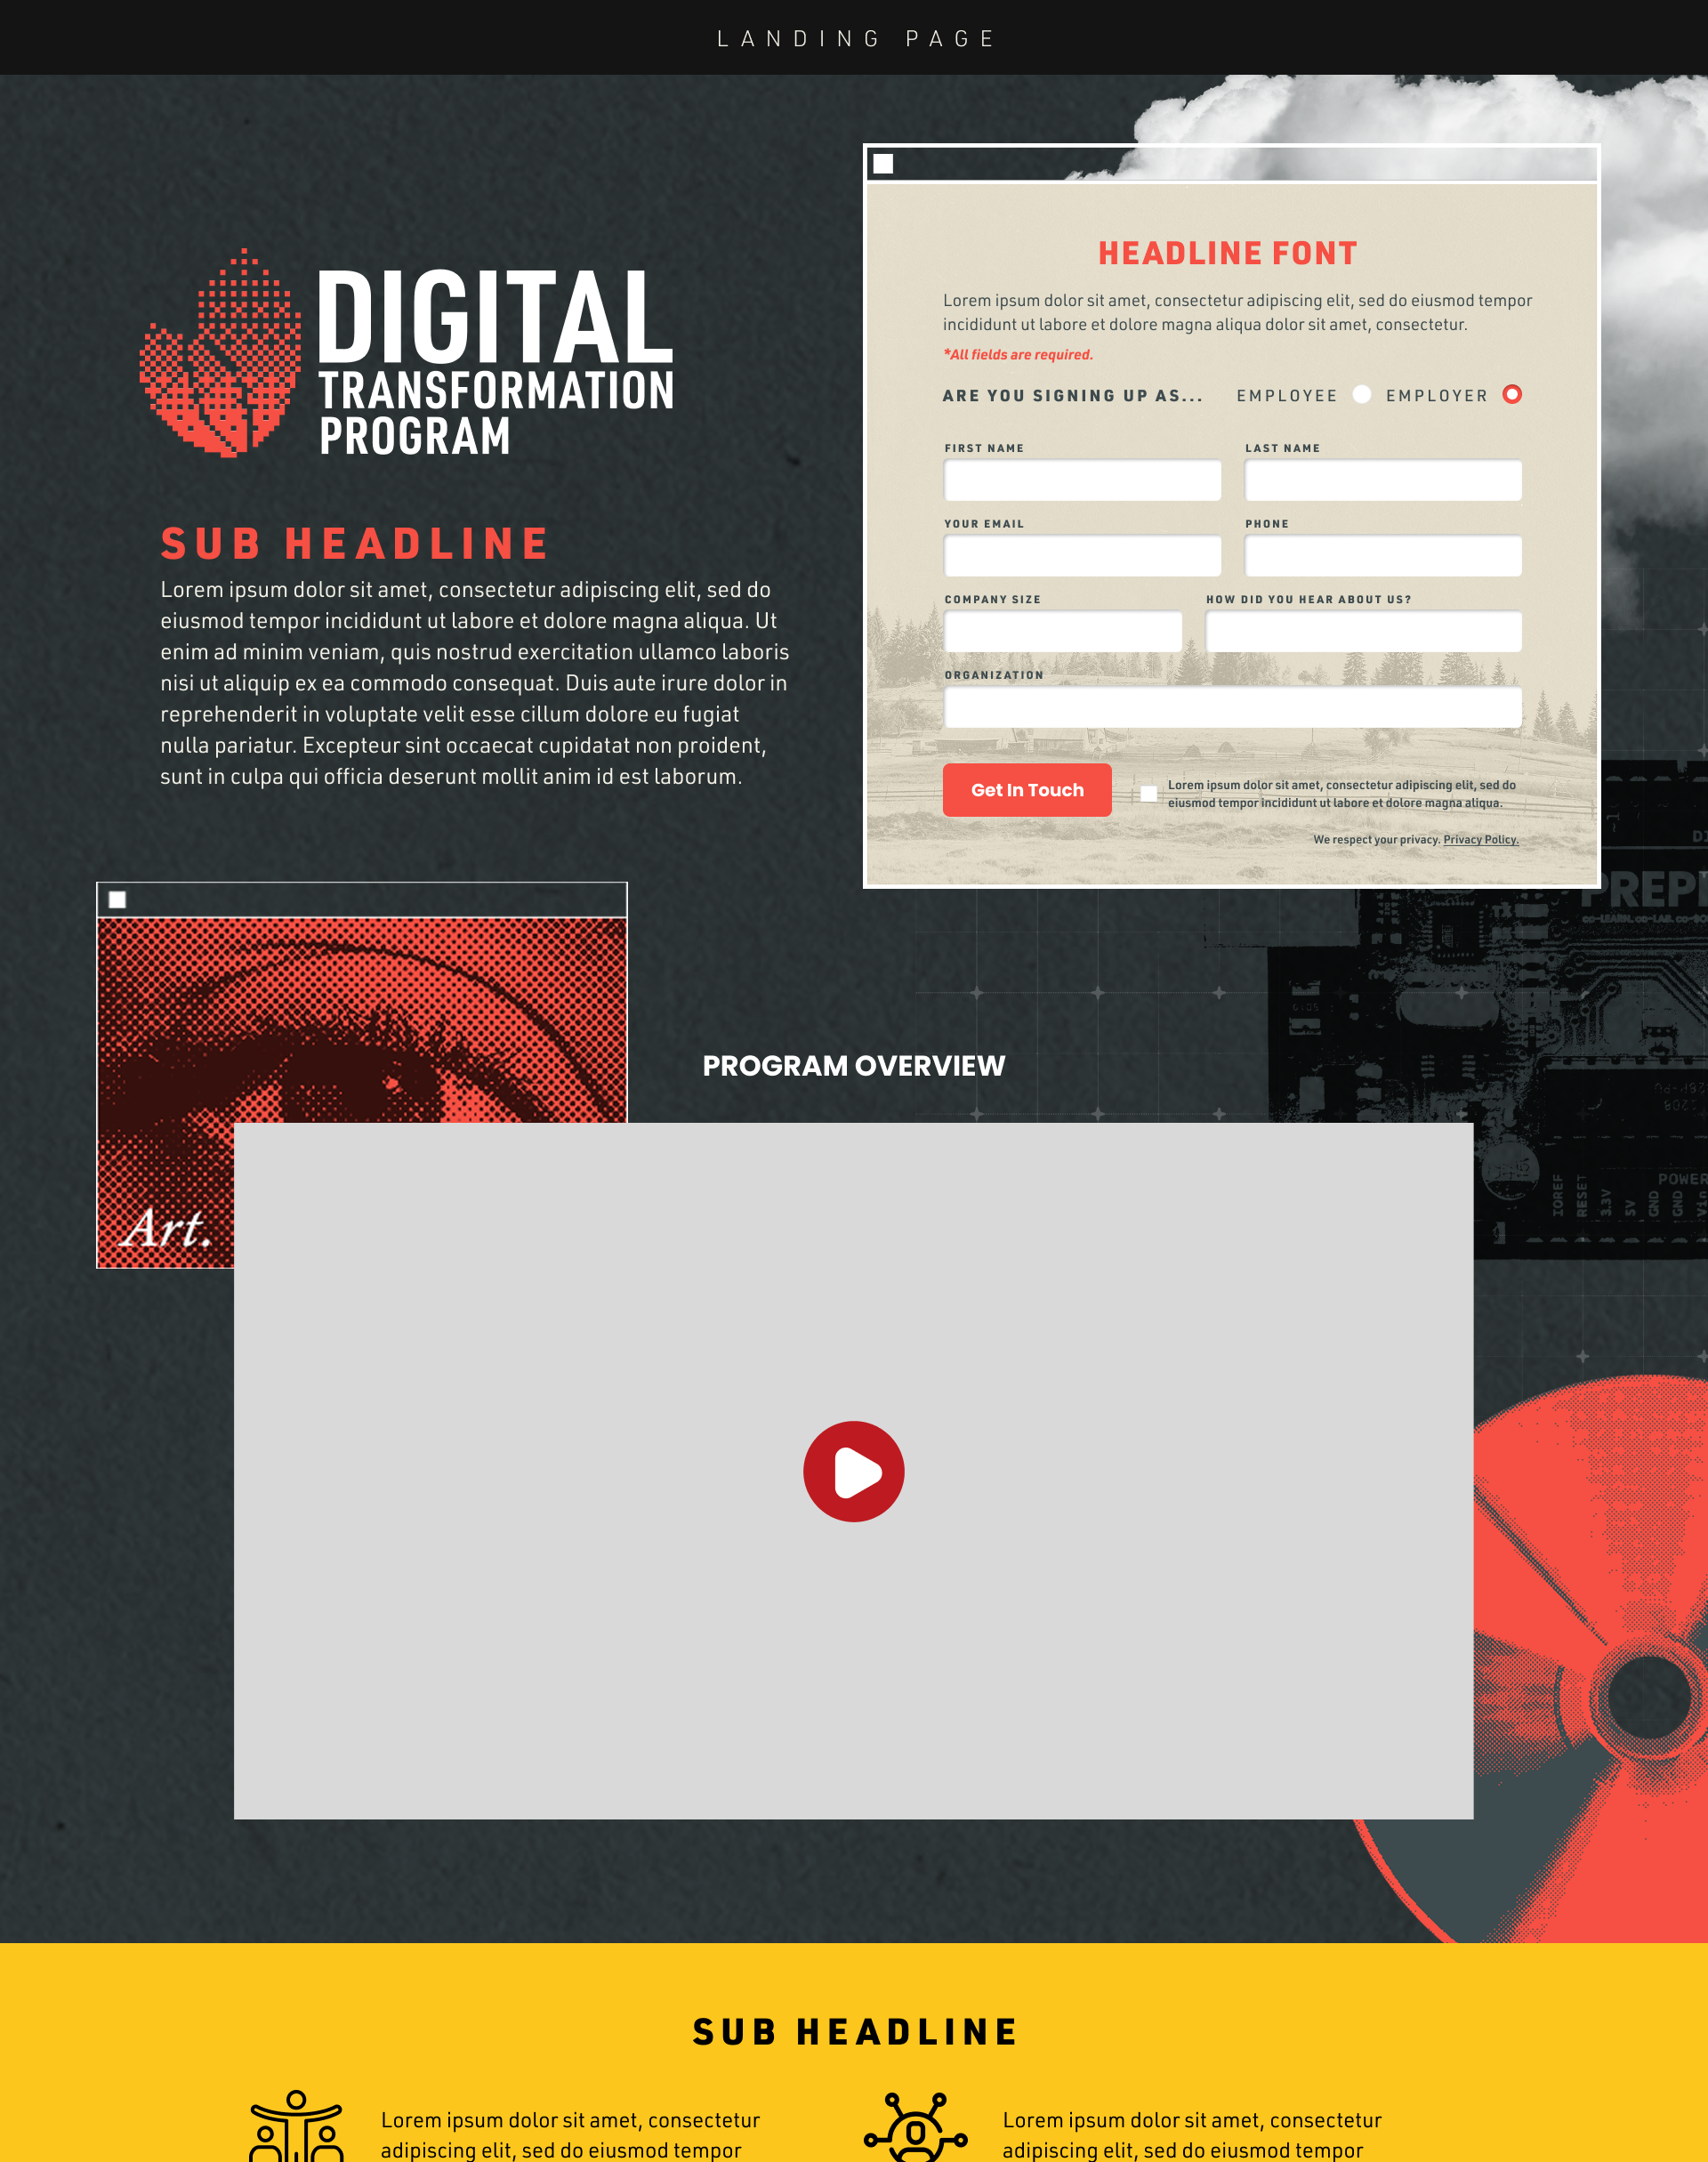 LANDING PAGE
DIGITAL
TRANSFORMATION
PROGRAM
SUB HEADLINE
Lorem ipsum dolor sit amet, consectetur adipiscing elit, sed do
eiusmod tempor incididunt ut labore et dolore magna aliqua. Ut
enim ad minim veniam, quis nostrud exercitation ullamco laboris
nisi ut aliquip ex ea commodo consequat. Duis aute irure dolor in
reprehenderit in voluptate velit esse cillum dolore eu fugiat
nulla pariatur. Excepteur sint occaecat cupidatat non proident,
sunt in culpa qui officia deserunt mollit anim id est laborum.
HEADLINE FONT
Lorem ipsum dolor sit amet, consectetur adipiscing elit, sed do eiusmod tempor
incididunt ut labore et dolore magna aliqua dolor sit amet, consectetur.
*All fields are required.
ARE YOU SIGNING UP AS... EMPLOYEE EMPLOYER
FIRST NAME LAST NAME
YOUR EMAIL PHONE
COMPANY SIZE HOW DID YOU HEAR ABOUT US?
ORGANIZATION
Get In Touch
Lorem ipsum dolor sit amet, consectetur adipiscing elit, sed do
eiusmod tempor incididunt ut labore et dolore magna aliqua.
We respect your privacy. Privacy Policy.
Art.
PROGRAM OVERVIEW
TX
POWER
IOREF
RESET
3.3V
5V
GND
GND
SUB HEADLINE
Lorem ipsum dolor sit amet, consectetur
adipiscing elit, sed do eiusmod tempor
Lorem ipsum dolor sit amet, consectetur
adipiscing elit, sed do eiusmod tempor